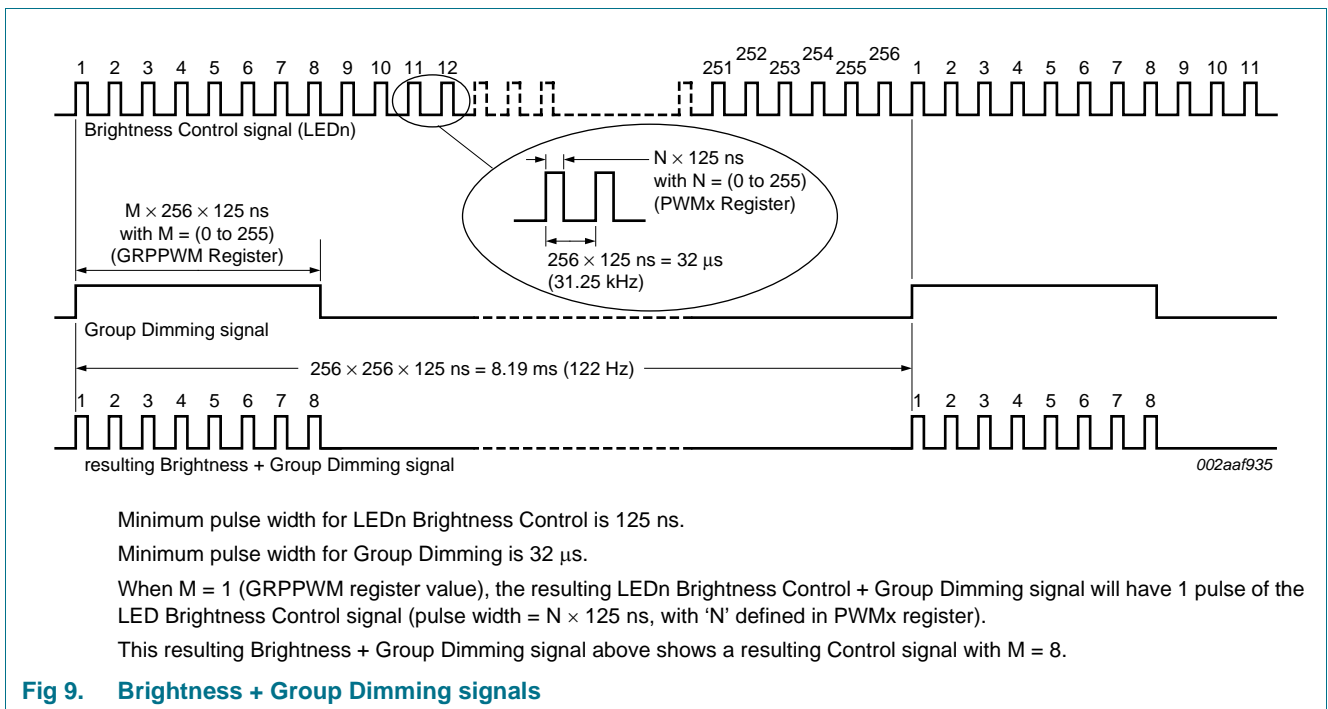 1 2 3 4 5 6 7 8 9 10 11 12 251 252 253 254 255 256 1 2 3 4 5 6 7 8 9 10 11
Brightness Control signal (LEDn)
N × 125 ns
with N = (0 to 255)
(PWMx Register)
256 × 125 ns = 32 μs
(31.25 kHz)
M × 256 × 125 ns
with M = (0 to 255)
(GRPPWM Register)
Group Dimming signal
256 × 256 × 125 ns = 8.19 ms (122 Hz)
1 2 3 4 5 6 7 8 1 2 3 4 5 6 7 8
resulting Brightness + Group Dimming signal
002aaf935
Minimum pulse width for LEDn Brightness Control is 125 ns.
Minimum pulse width for Group Dimming is 32 μs.
When M = 1 (GRPPWM register value), the resulting LEDn Brightness Control + Group Dimming signal will have 1 pulse of the
LED Brightness Control signal (pulse width = N × 125 ns, with ‘N’ defined in PWMx register).
This resulting Brightness + Group Dimming signal above shows a resulting Control signal with M = 8.
Fig 9. Brightness + Group Dimming signals